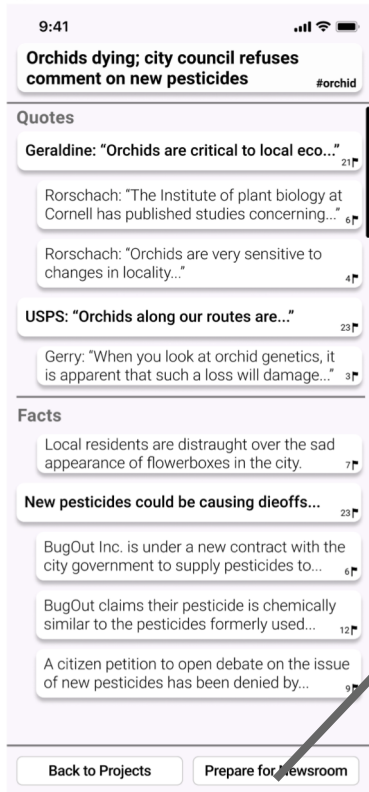 9:41
Orchids dying; city council refuses
comment on new pesticides
#orchid
Quotes
Geraldine: “Orchids are critical to local eco...”
21
Rorschach: “The Institute of plant biology at
Cornell has published studies concerning...”
6
Rorschach: “Orchids are very sensitive to
changes in locality...”
4
USPS: “Orchids along our routes are...”
23
Gerry: “When you look at orchid genetics, it
is apparent that such a loss will damage...”
3
Facts
Local residents are distraught over the sad
appearance of flowerboxes in the city.
7
New pesticides could be causing dieoffs...
23
BugOut Inc. is under a new contract with the
city government to supply pesticides to...
6
BugOut claims their pesticide is chemically
similar to the pesticides formerly used...
12
A citizen petition to open debate on the issue
of new pesticides has been denied by...
9
Back to Projects
Prepare for Newsroom